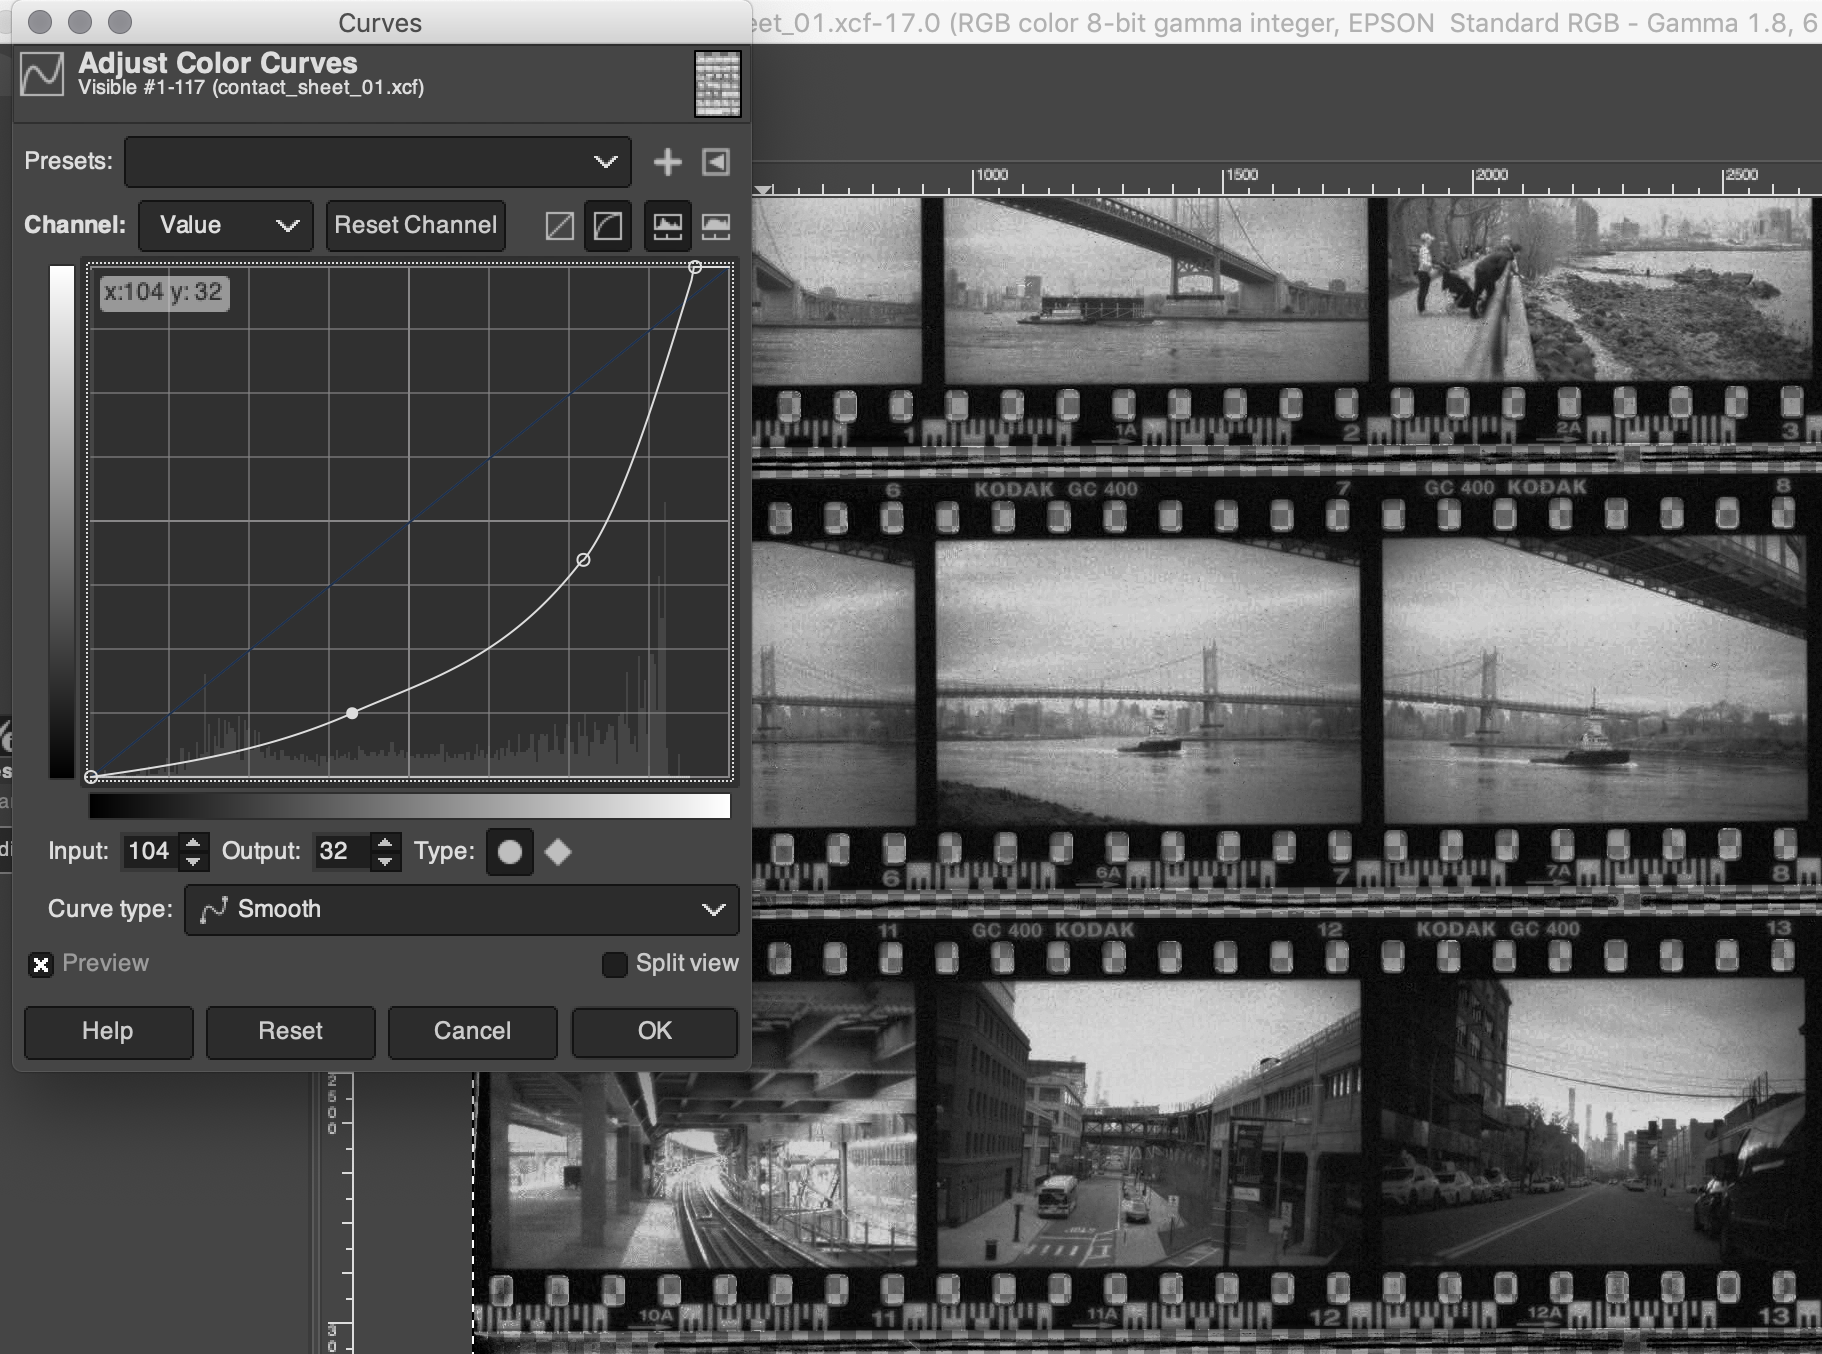 Curves
eet_01.xcf-17.0 (RGB color 8-bit gamma integer, EPSON  Standard RGB - Gamma 1.8, 6
Adjust Color Curves
Visible #1-117 (contact_sheet_01.xcf)
Presets:
Channel: Value Reset Channel
x:104 y: 32
Input: 104 Output: 32 Type:
Curve type: Smooth
Preview Split view
Help Reset Cancel OK
1000 1500 2000 2500
1 1A 2 2A 3
6 KODAK GC 400 7 GC 400 KODAK 8
6 6A 7 7A 8
11 GC 400 KODAK 12 KODAK GC 400 13
2500
10A 11 11A 12 12A 13